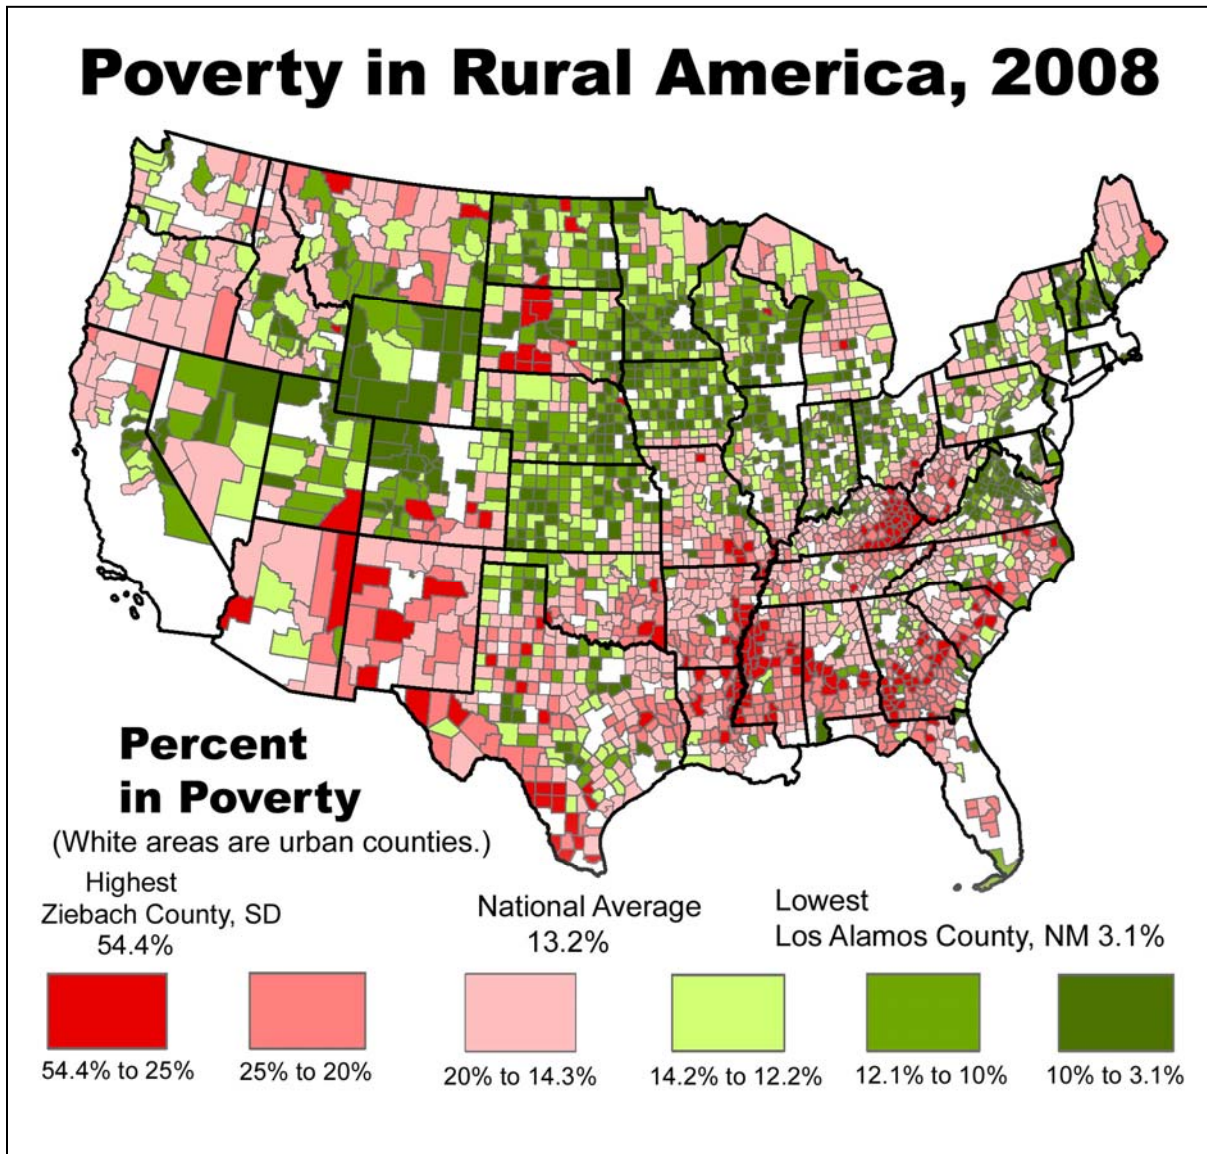 Poverty in Rural America, 2008
Percent
in Poverty
(White areas are urban counties.)
Highest
Ziebach County, SD
54.4%
National Average
13.2%
Lowest
Los Alamos County, NM 3.1%
54.4% to 25%
25% to 20%
20% to 14.3%
14.2% to 12.2%
12.1% to 10%
10% to 3.1%